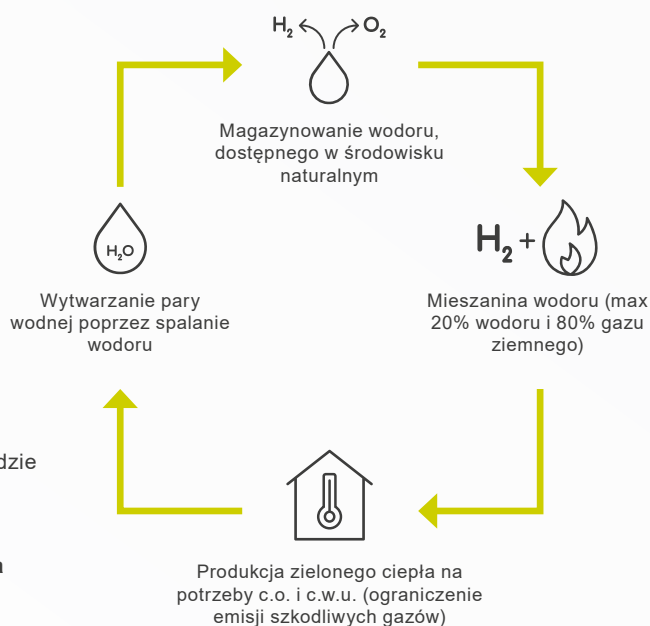 H₂ O₂
Magazynowanie wodoru,
dostępnego w środowisku
naturalnym
H₂ +
Mieszanina wodoru (max
20% wodoru i 80% gazu
ziemnego)
H₂O
Wytwarzanie pary
wodnej poprzez spalanie
wodoru
dzie
Produkcja zielonego ciepła na
potrzeby c.o. i c.w.u. (ograniczenie
emisji szkodliwych gazów)